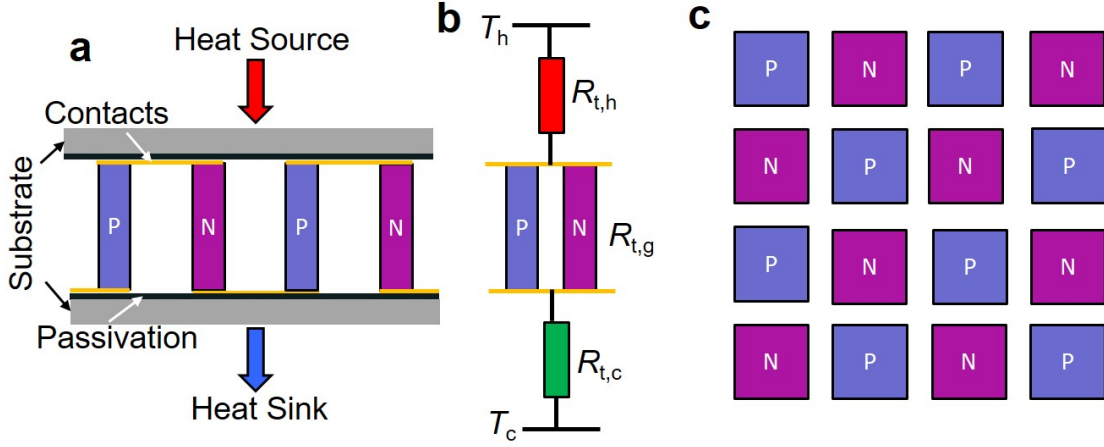 a
Heat Source
Contacts
Substrate
P N P N
Passivation
Heat Sink
b
Th
Rt,h
P N
Rt,g
Rt,c
Tc
c
P N P N
N P N P
P N P N
N P N P